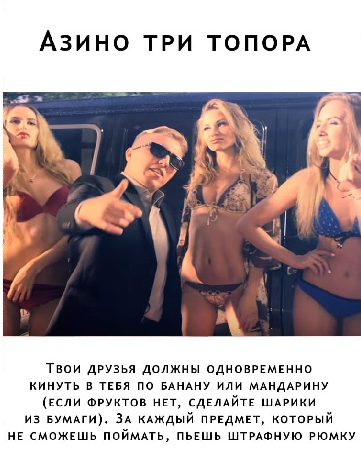 Азино три топора
Твои друзья должны одновременно
кинуть в тебя по банану или мандарину
(если фруктов нет, сделайте шарики
из бумаги). За каждый предмет, который
не сможешь поймать, пьешь штрафную рюмку